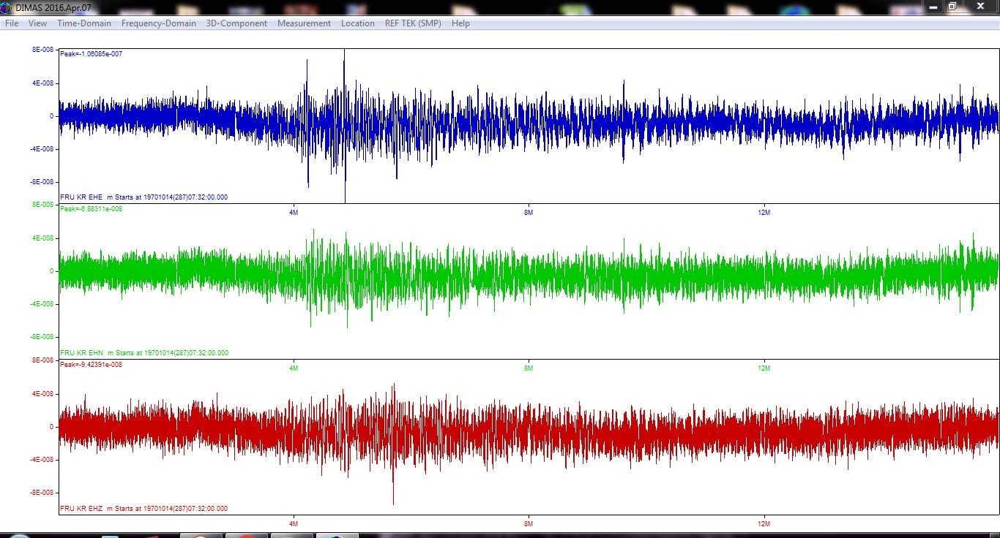 DIMAS 2016.Apr.07
File View Time-Domain Frequency-Domain 3D-Component Measurement Location REF TEK (SMP) Help
8E-008
Peak=-1.06085e-007
4E-008
0
-4E-008
-8E-008
FRU KR EHE m Starts at 19701014(287)07:32:00.000
4M 8M 12M
8E-008
Peak=-6.88311e-008
4E-008
0
-4E-008
-8E-008
FRU KR EHN m Starts at 19701014(287)07:32:00.000
4M 8M 12M
8E-008
Peak=-9.42391e-008
4E-008
0
-4E-008
-8E-008
FRU KR EHZ m Starts at 19701014(287)07:32:00.000
4M 8M 12M